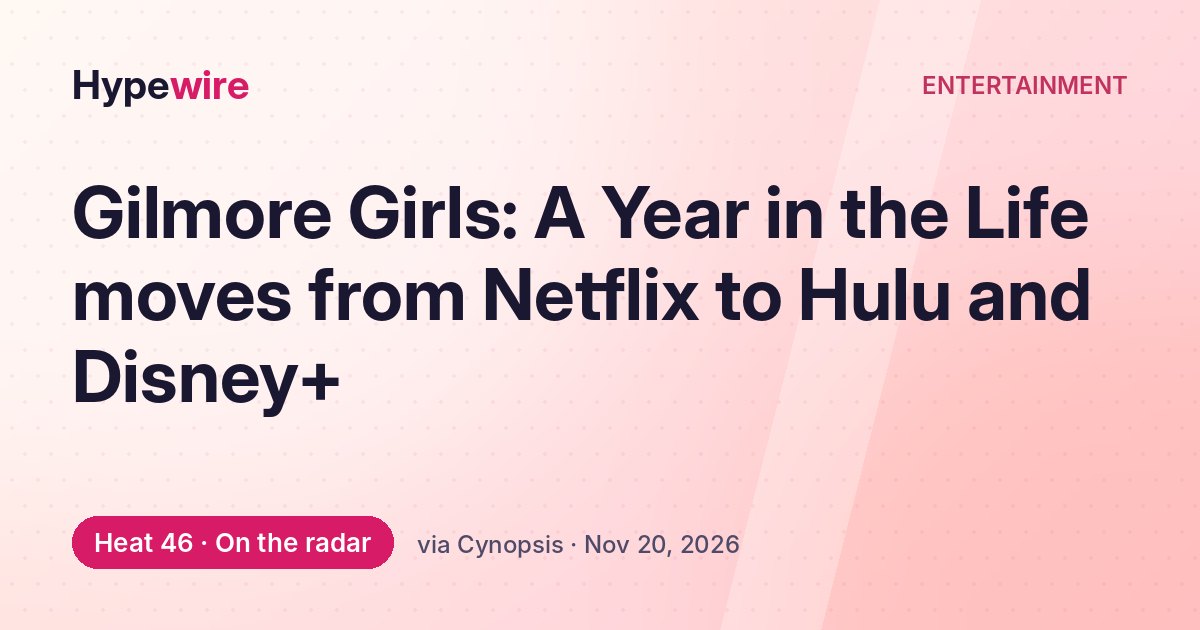 Hypewire
ENTERTAINMENT
Gilmore Girls: A Year in the Life
moves from Netflix to Hulu and
Disney+
Heat 46 · On the radar
via Cynopsis · Nov 20, 2026